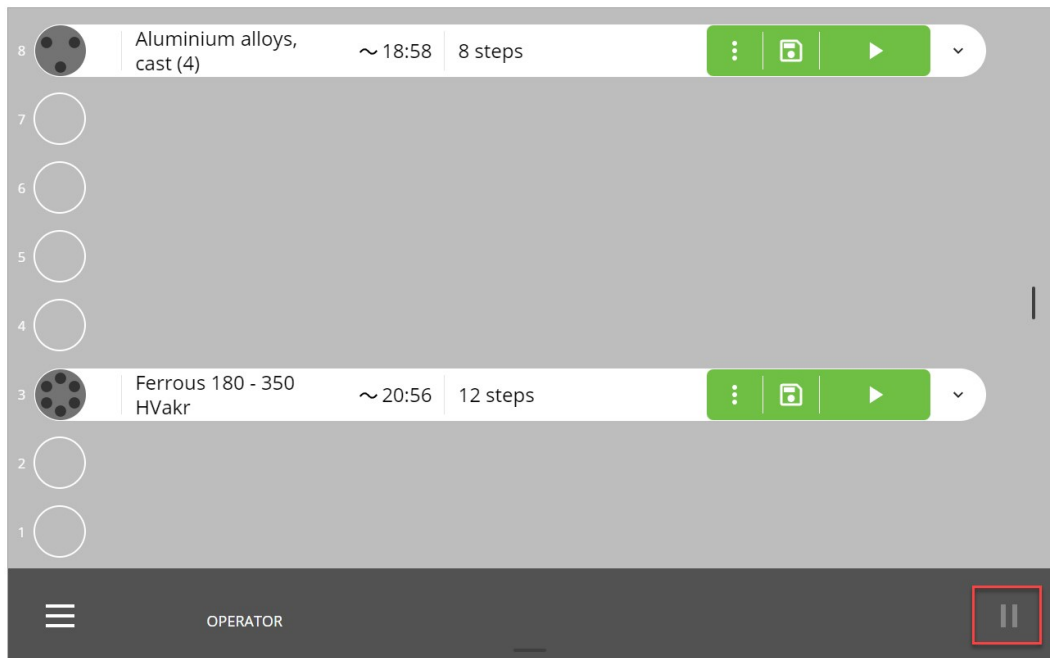 8 Aluminium alloys, cast (4) ~ 18:58 8 steps
7
6
5
4
3 Ferrous 180 - 350 HVakr ~ 20:56 12 steps
2
1
OPERATOR